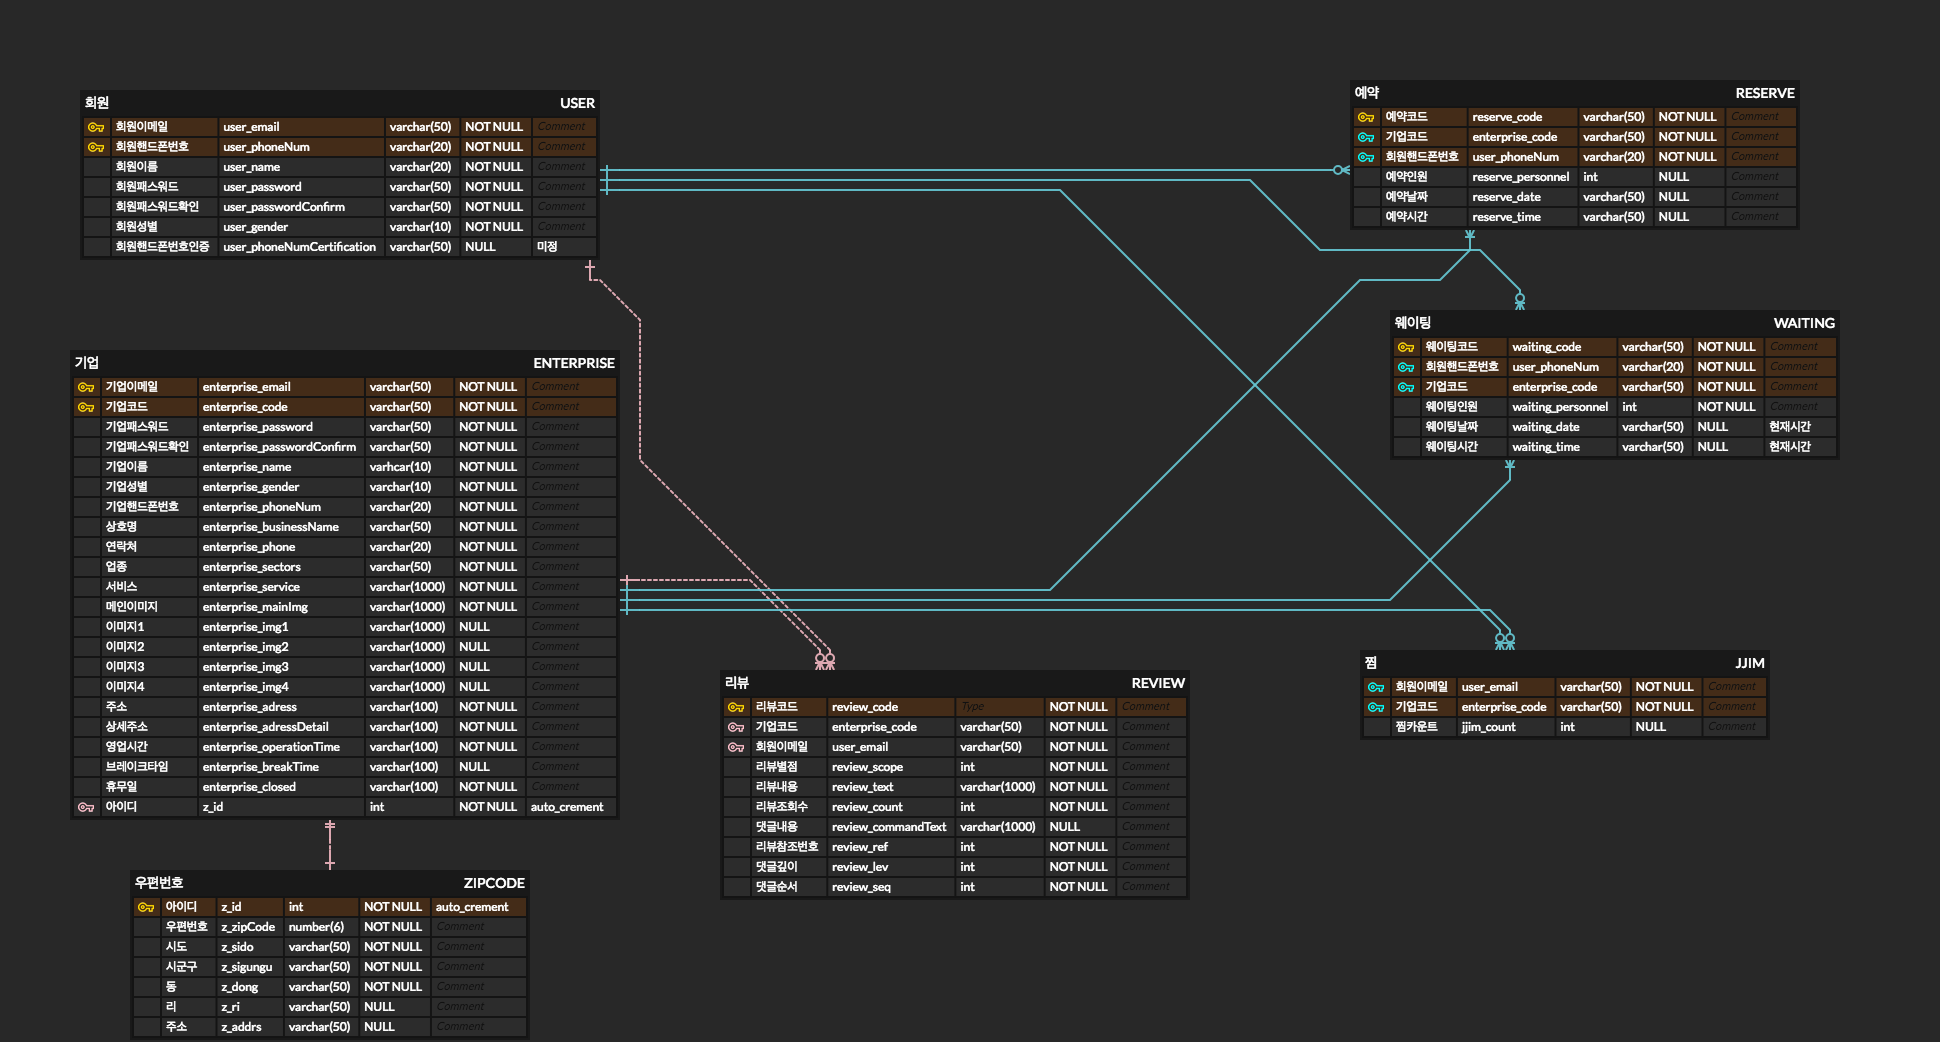 회원 USER
회원이메일 user_email varchar(50) NOT NULL Comment
회원핸드폰번호 user_phoneNum varchar(20) NOT NULL Comment
회원이름 user_name varchar(20) NOT NULL Comment
회원패스워드 user_password varchar(50) NOT NULL Comment
회원패스워드확인 user_passwordConfirm varchar(50) NOT NULL Comment
회원성별 user_gender varchar(10) NOT NULL Comment
회원핸드폰번호인증 user_phoneNumCertification varchar(50) NULL 미정
예약 RESERVE
예약코드 reserve_code varchar(50) NOT NULL Comment
기업코드 enterprise_code varchar(50) NOT NULL Comment
회원핸드폰번호 user_phoneNum varchar(20) NOT NULL Comment
예약인원 reserve_personnel int NULL Comment
예약날짜 reserve_date varchar(50) NULL Comment
예약시간 reserve_time varchar(50) NULL Comment
웨이팅 WAITING
웨이팅코드 waiting_code varchar(50) NOT NULL Comment
회원핸드폰번호 user_phoneNum varchar(20) NOT NULL Comment
기업코드 enterprise_code varchar(50) NOT NULL Comment
웨이팅인원 waiting_personnel int NOT NULL Comment
웨이팅날짜 waiting_date varchar(50) NULL 현재시간
웨이팅시간 waiting_time varchar(50) NULL 현재시간
기업 ENTERPRISE
기업이메일 enterprise_email varchar(50) NOT NULL Comment
기업코드 enterprise_code varchar(50) NOT NULL Comment
기업패스워드 enterprise_password varchar(50) NOT NULL Comment
기업패스워드확인 enterprise_passwordConfirm varchar(50) NOT NULL Comment
기업이름 enterprise_name varhcar(10) NOT NULL Comment
기업성별 enterprise_gender varchar(10) NOT NULL Comment
기업핸드폰번호 enterprise_phoneNum varchar(20) NOT NULL Comment
상호명 enterprise_businessName varchar(50) NOT NULL Comment
연락처 enterprise_phone varchar(20) NOT NULL Comment
업종 enterprise_sectors varchar(50) NOT NULL Comment
서비스 enterprise_service varchar(1000) NOT NULL Comment
메인이미지 enterprise_mainImg varchar(1000) NOT NULL Comment
이미지1 enterprise_img1 varchar(1000) NULL Comment
이미지2 enterprise_img2 varchar(1000) NULL Comment
이미지3 enterprise_img3 varchar(1000) NULL Comment
이미지4 enterprise_img4 varchar(1000) NULL Comment
주소 enterprise_adress varchar(100) NOT NULL Comment
상세주소 enterprise_adressDetail varchar(100) NOT NULL Comment
영업시간 enterprise_operationTime varchar(100) NOT NULL Comment
브레이크타임 enterprise_breakTime varchar(100) NULL Comment
휴무일 enterprise_closed varchar(100) NOT NULL Comment
아이디 z_id int NOT NULL auto_crement
찜 JJIM
회원이메일 user_email varchar(50) NOT NULL Comment
기업코드 enterprise_code varchar(50) NOT NULL Comment
찜카운트 jjim_count int NULL Comment
리뷰 REVIEW
리뷰코드 review_code Type NOT NULL Comment
기업코드 enterprise_code varchar(50) NOT NULL Comment
회원이메일 user_email varchar(50) NOT NULL Comment
리뷰별점 review_scope int NOT NULL Comment
리뷰내용 review_text varchar(1000) NOT NULL Comment
리뷰조회수 review_count int NOT NULL Comment
댓글내용 review_commandText varchar(1000) NULL Comment
리뷰참조번호 review_ref int NOT NULL Comment
댓글깊이 review_lev int NOT NULL Comment
댓글순서 review_seq int NOT NULL Comment
우편번호 ZIPCODE
아이디 z_id int NOT NULL auto_crement
우편번호 z_zipCode number(6) NOT NULL Comment
시도 z_sido varchar(50) NOT NULL Comment
시군구 z_sigungu varchar(50) NOT NULL Comment
동 z_dong varchar(50) NOT NULL Comment
리 z_ri varchar(50) NULL Comment
주소 z_addrs varchar(50) NULL Comment